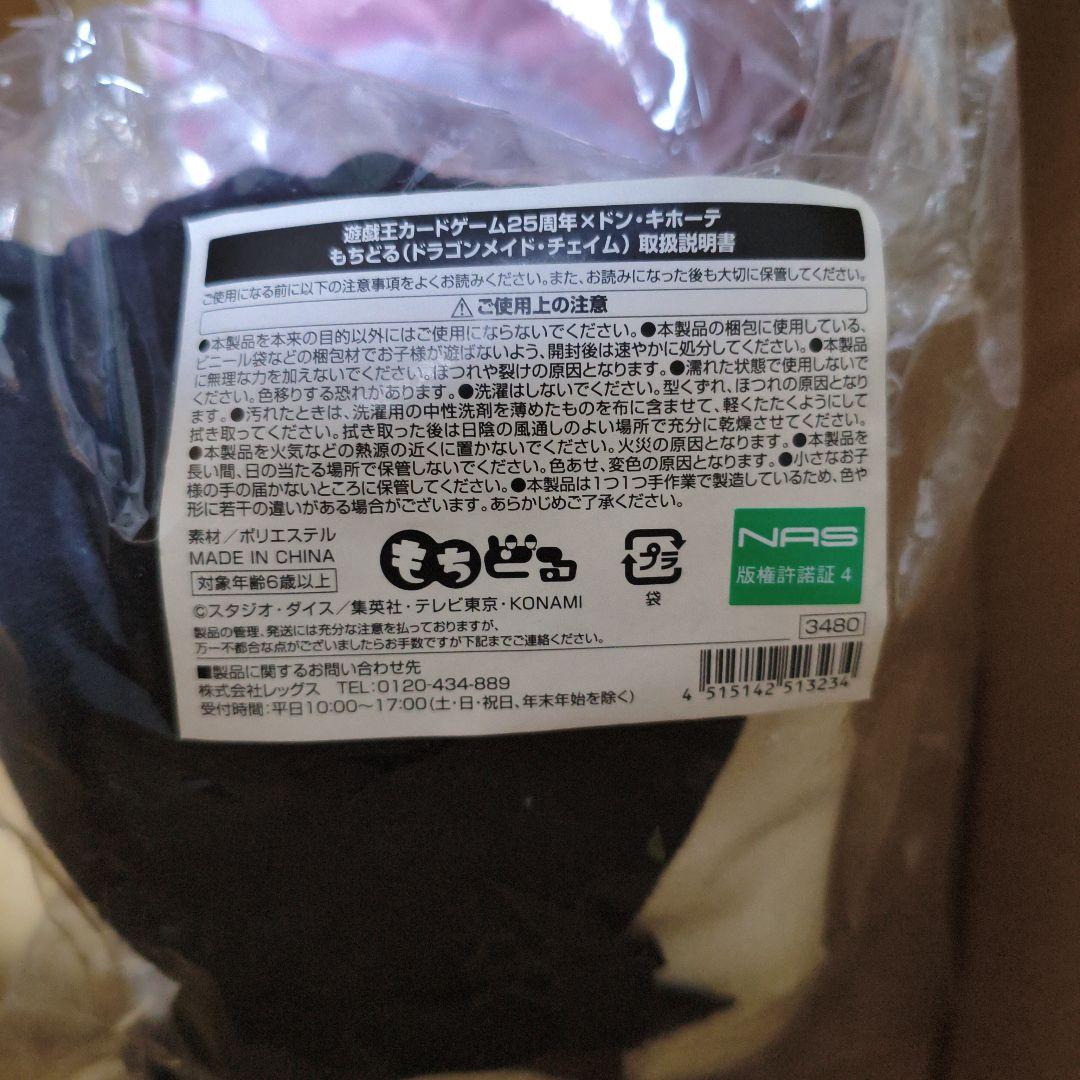 遊戯王カードゲーム25周年×ドン・キホーテ
もちどる(ドラゴンメイド・チェイム) 取扱説明書
ご使用になる前に以下の注意事項をよくお読みください。また、お読みになった後も大切に保管してください。
⚠ご使用上の注意
●本製品を本来の目的以外にはご使用にならないでください。●本製品の梱包に使用している、
ビニール袋などの梱包材でお子様が遊ばないよう、開封後は速やかに処分してください。●本製品
に無理な力を加えないでください。ほつれや裂けの原因となります。●濡れた状態で使用しないで
ください。色移りする恐れがあります。●洗濯はしないでください。型くずれ、ほつれの原因となり
ます。●汚れたときは、洗濯用の中性洗剤を薄めたものを布に含ませて、軽くたたくようにして
拭き取ってください。拭き取った後は日陰の風通しのよい場所で充分に乾燥させてください。
●本製品を火気などの熱源の近くに置かないでください。火災の原因となります。●本製品を
長い間、日の当たる場所で保管しないでください。色あせ、変色の原因となります。●小さなお子
様の手の届かないところに保管してください。●本製品は1つ1つ手作業で製造しているため、色や
形に若干の違いがある場合がございます。あらかじめご了承ください。
素材/ポリエステル
MADE IN CHINA
対象年齢6歳以上
もちどる
プラ
袋
NAS
版権許諾証 4
©スタジオ・ダイス/集英社・テレビ東京・KONAMI
製品の管理、発送には充分な注意を払っておりますが、
万一不都合な点がございましたらお手数ですが下記までご連絡ください。
3480
■製品に関するお問い合わせ先
株式会社レッグス TEL:0120-434-889
受付時間:平日10:00〜17:00(土・日・祝日、年末年始を除く)
4 515142 513234